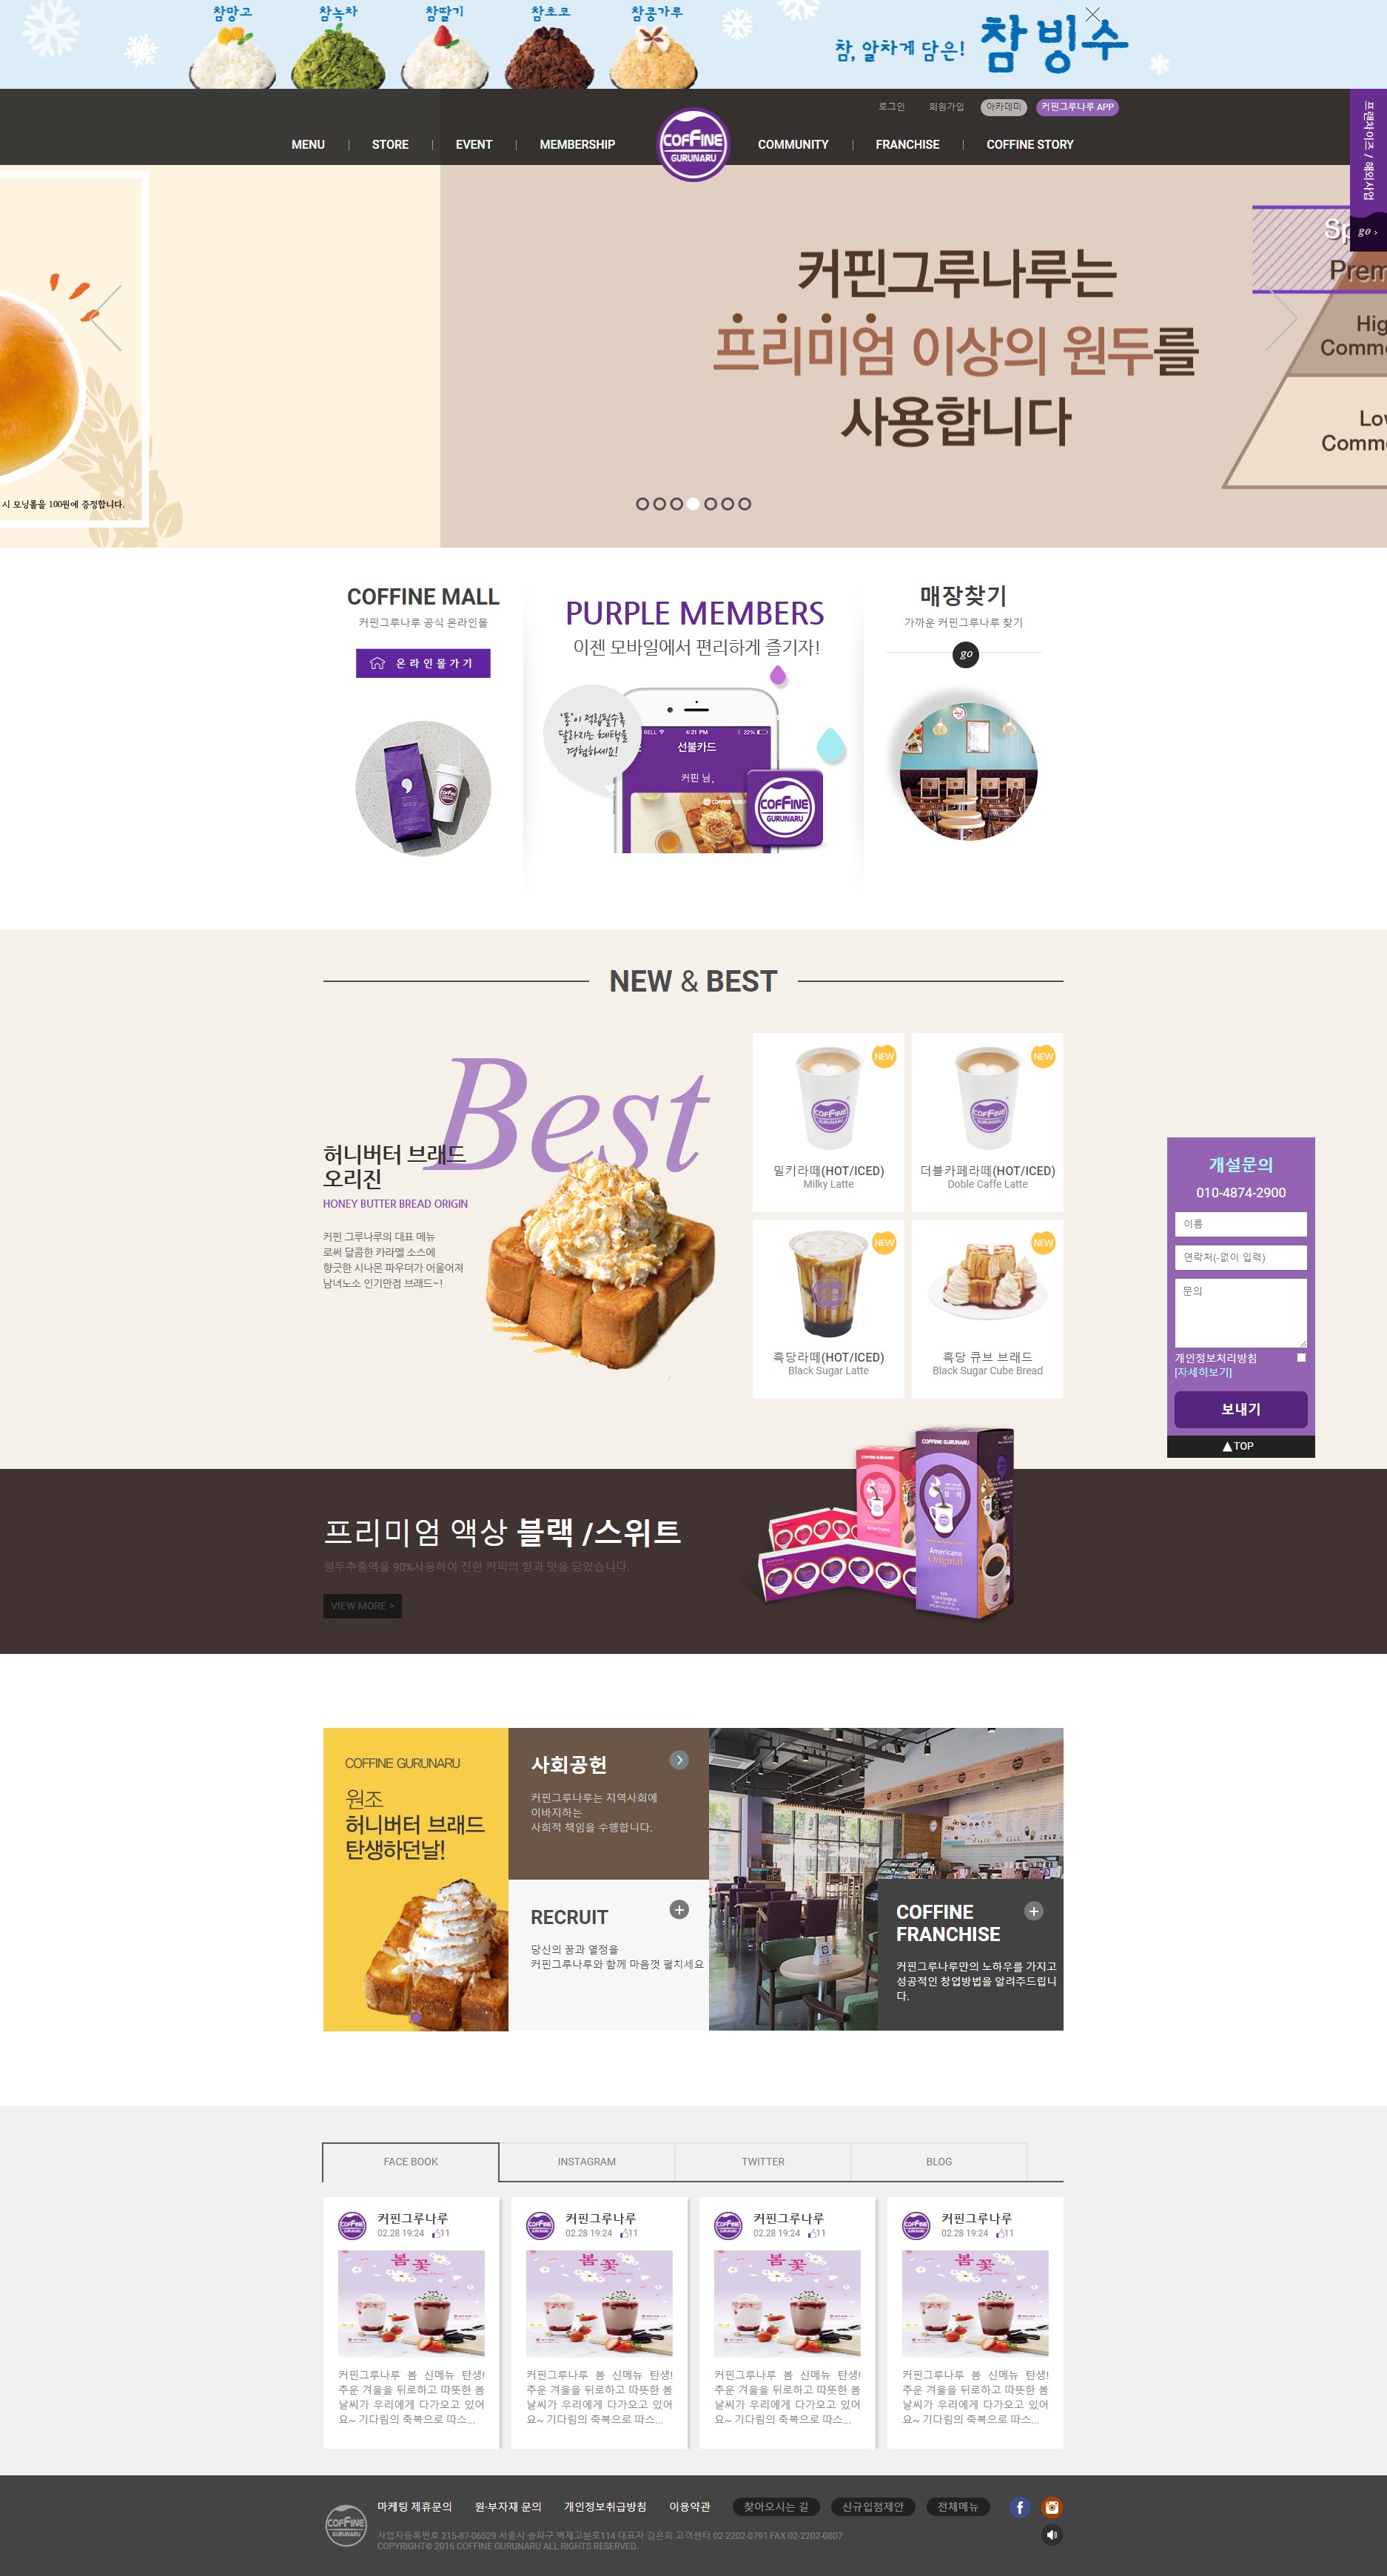 참망고
참녹차
참딸기
참초코
참콩가루
참, 알차게 담은!
참빙수
로그인
회원가입
아카데미
커핀그루나루 APP
MENU
STORE
EVENT
MEMBERSHIP
COFFINE
GURUNARU
COMMUNITY
FRANCHISE
COFFINE STORY
프랜차이즈 / 해외사업
go ›
시 모닝롤을 100원에 증정합니다.
커핀그루나루는
프리미엄 이상의 원두를
사용합니다
Prem
Hig
Comme
Lov
Comme
COFFINE MALL
커핀그루나루 공식 온라인몰
온라인몰가기
PURPLE MEMBERS
이젠 모바일에서 편리하게 즐기자!
'퐁'이 적립될수록
달라지는 혜택을
경험하세요!
BELL
4:21 PM
22%
선불카드
커핀 님,
COFFINE
GURUNARU
매장찾기
가까운 커핀그루나루 찾기
go
NEW & BEST
Best
허니버터 브래드
오리진
HONEY BUTTER BREAD ORIGIN
커핀 그루나루의 대표 메뉴
로써 달콤한 카라멜 소스에
향긋한 시나몬 파우더가 어울어져
남녀노소 인기만점 브래드~!
NEW
밀키라떼(HOT/ICED)
Milky Latte
NEW
더블카페라떼(HOT/ICED)
Doble Caffe Latte
NEW
흑당라떼(HOT/ICED)
Black Sugar Latte
NEW
흑당 큐브 브래드
Black Sugar Cube Bread
개설문의
010-4874-2900
이름
연락처(-없이 입력)
문의
개인정보처리방침
[자세히보기]
보내기
▲TOP
프리미엄 액상 블랙 /스위트
원두추출액을 90%사용하여 진한 커피의 향과 맛을 담았습니다.
VIEW MORE >
COFFINE GURUNARU
COFFINE GURUNARU
Americano
Original
COFFINE GURUNARU
원조
허니버터 브래드
탄생하던날!
사회공헌
커핀그루나루는 지역사회에
이바지하는
사회적 책임을 수행합니다.
RECRUIT
당신의 꿈과 열정을
커핀그루나루와 함께 마음껏 펼치세요
COFFINE
FRANCHISE
커핀그루나루만의 노하우를 가지고
성공적인 창업방법을 알려주드립니
다.
FACE BOOK
INSTAGRAM
TWITTER
BLOG
커핀그루나루
02.28 19:24 11
봄꽃
커핀그루나루 봄 신메뉴 탄생!
추운 겨울을 뒤로하고 따뜻한 봄
날씨가 우리에게 다가오고 있어
요~ 기다림의 축복으로 따스...
커핀그루나루
02.28 19:24 11
봄꽃
커핀그루나루 봄 신메뉴 탄생!
추운 겨울을 뒤로하고 따뜻한 봄
날씨가 우리에게 다가오고 있어
요~ 기다림의 축복으로 따스...
커핀그루나루
02.28 19:24 11
봄꽃
커핀그루나루 봄 신메뉴 탄생!
추운 겨울을 뒤로하고 따뜻한 봄
날씨가 우리에게 다가오고 있어
요~ 기다림의 축복으로 따스...
커핀그루나루
02.28 19:24 11
봄꽃
커핀그루나루 봄 신메뉴 탄생!
추운 겨울을 뒤로하고 따뜻한 봄
날씨가 우리에게 다가오고 있어
요~ 기다림의 축복으로 따스...
COFFINE
GURUNARU
마케팅 제휴문의
원·부자재 문의
개인정보취급방침
이용약관
찾아오시는 길
신규입점제안
전체메뉴
사업자등록번호 215-87-06529 서울시 송파구 백제고분로114 대표자 김은희 고객센터 02-2202-0791 FAX 02-2202-0807
COPYRIGHT© 2016 COFFINE GURUNARU ALL RIGHTS RESERVED.